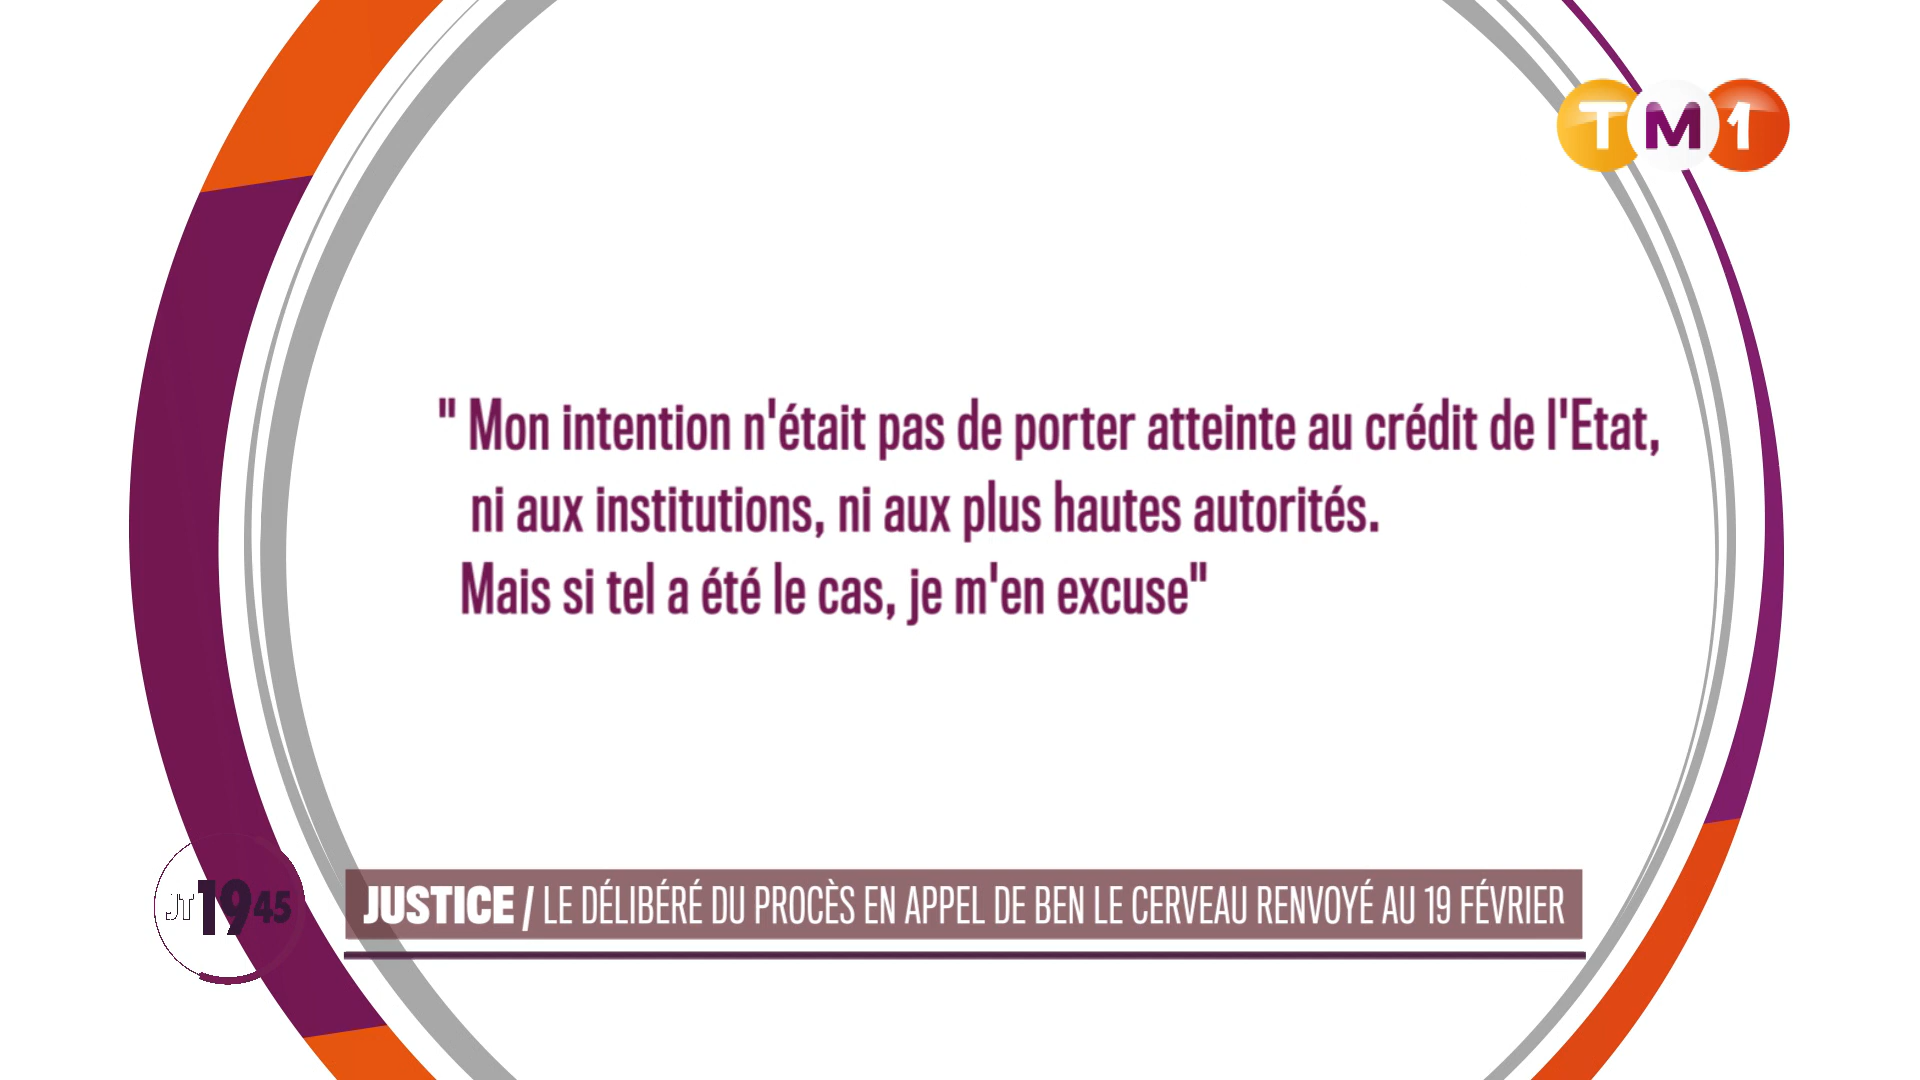 TM1
" Mon intention n'était pas de porter atteinte au crédit de l'Etat,
ni aux institutions, ni aux plus hautes autorités.
Mais si tel a été le cas, je m'en excuse"
JT 19 45
JUSTICE / LE DÉLIBÉRÉ DU PROCÈS EN APPEL DE BEN LE CERVEAU RENVOYÉ AU 19 FÉVRIER